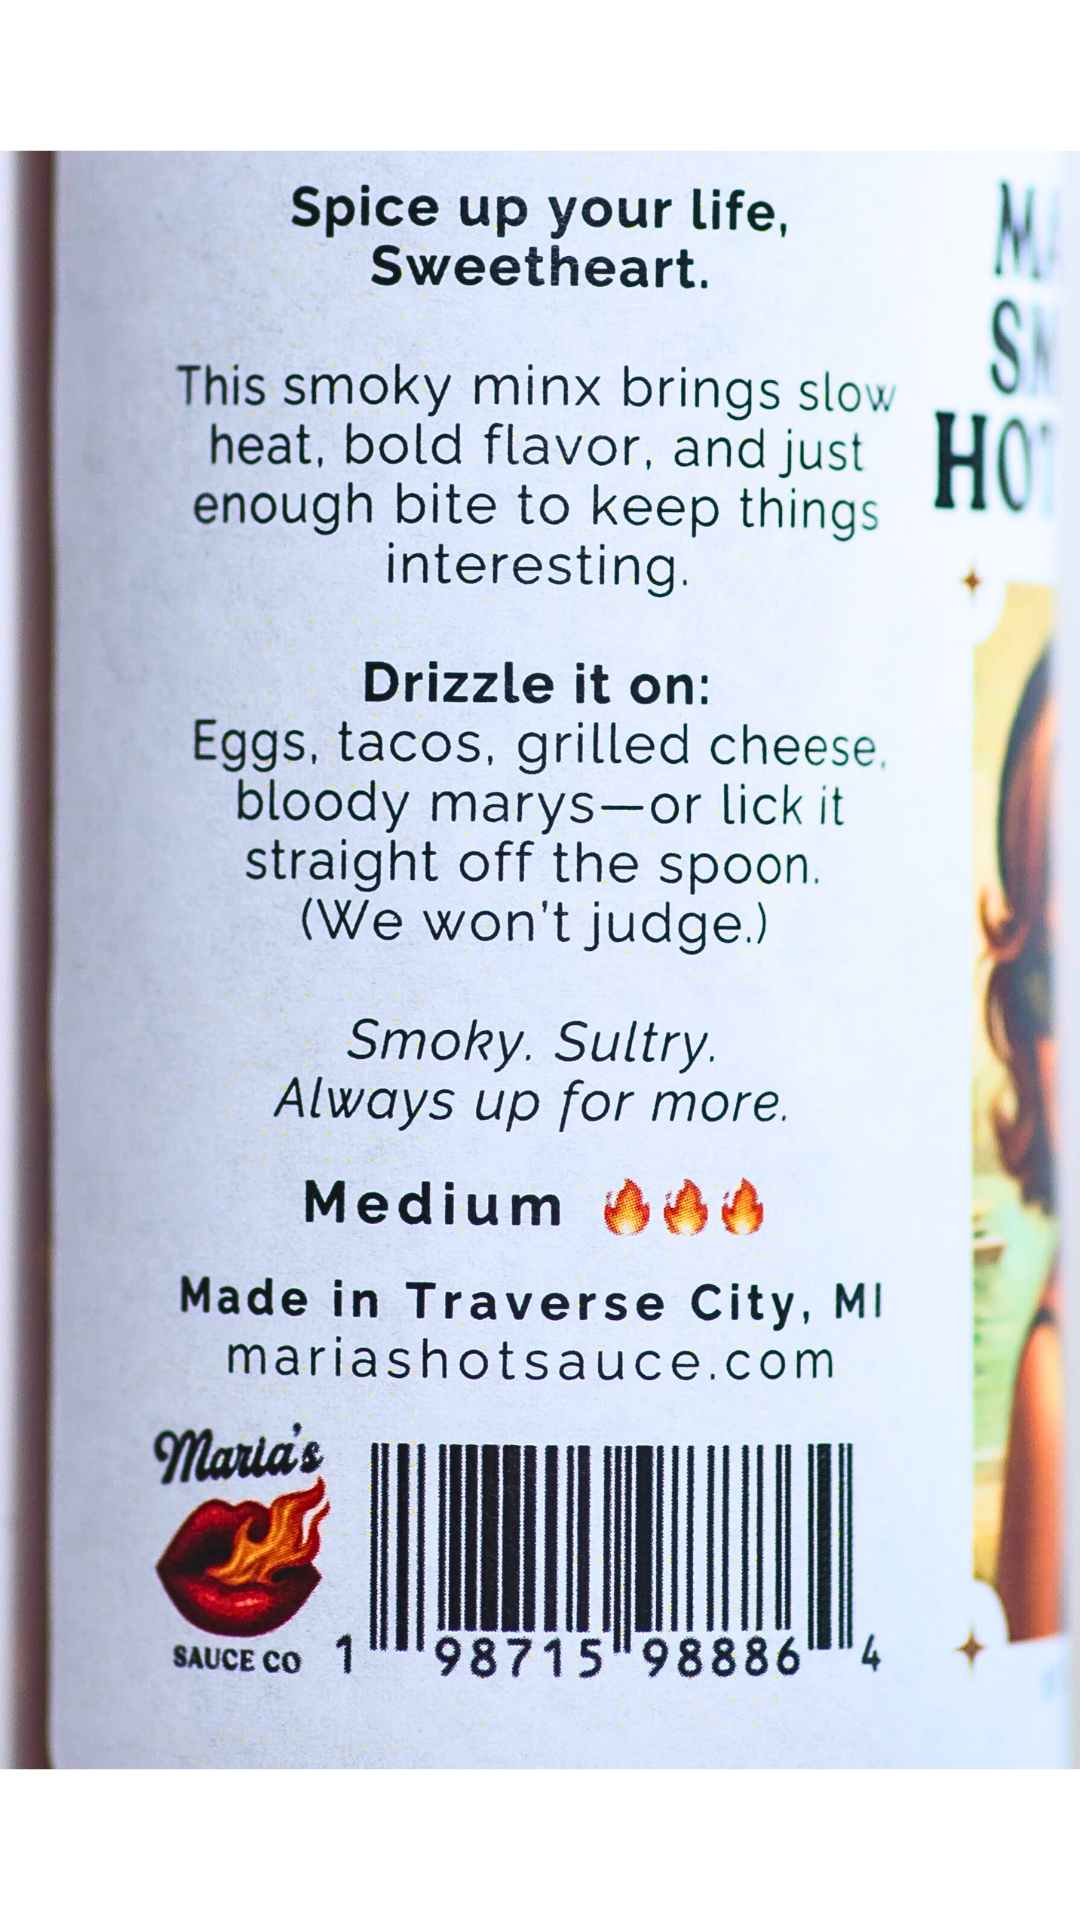 Spice up your life,
Sweetheart.
This smoky minx brings slow
heat, bold flavor, and just
enough bite to keep things
interesting.
Drizzle it on:
Eggs, tacos, grilled cheese,
bloody marys—or lick it
straight off the spoon.
(We won't judge.)
Smoky. Sultry.
Always up for more.
Medium 🔥🔥🔥
Made in Traverse City, MI
mariashotsauce.com
Maria's
SAUCE CO
1 98715 98886 4